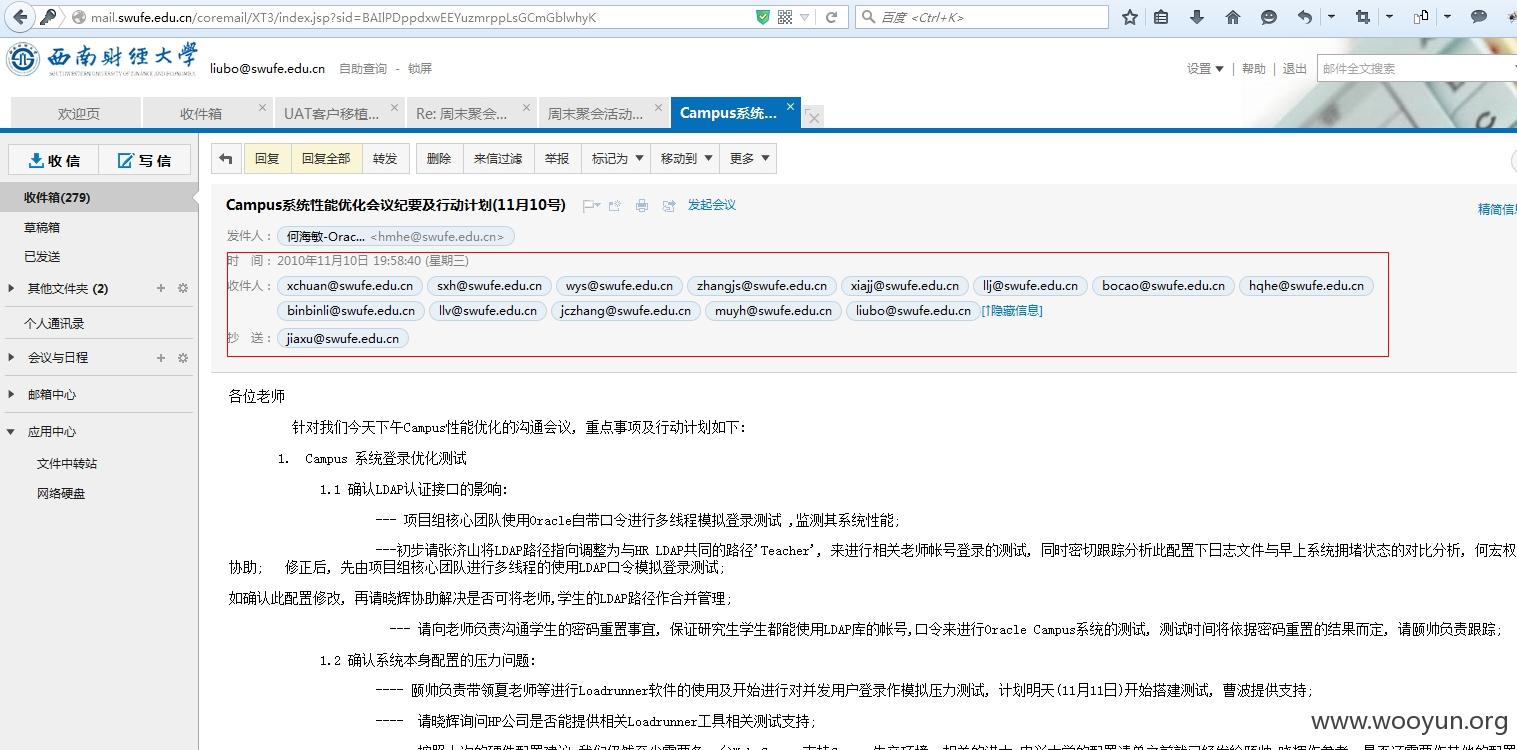 mail.swufe.edu.cn/coremail/XT3/index.jsp?sid=BAIlPDppdxwEEYuzmrppLsGCmGblwhyK
百度 <Ctrl+K>
西南财经大学
SOUTHWESTERN UNIVERSITY OF FINANCE AND ECONOMICS
liubo@swufe.edu.cn 自助查询 - 锁屏
设置 | 帮助 | 退出 邮件全文搜索
欢迎页 收件箱 UAT客户移植... Re: 周末聚会... 周末聚会活动... Campus系统...
收信 写信
回复 回复全部 转发 删除 来信过滤 举报 标记为 移动到 更多
收件箱(279)
草稿箱
已发送
其他文件夹 (2)
个人通讯录
会议与日程
邮箱中心
应用中心
文件中转站
网络硬盘
Campus系统性能优化会议纪要及行动计划(11月10号) 发起会议
精简信
发件人： 何海敏-Orac... <hmhe@swufe.edu.cn>
时 间： 2010年11月10日 19:58:40 (星期三)
收件人： xchuan@swufe.edu.cn sxh@swufe.edu.cn wys@swufe.edu.cn zhangjs@swufe.edu.cn xiajj@swufe.edu.cn llj@swufe.edu.cn bocao@swufe.edu.cn hqhe@swufe.edu.cn
binbinli@swufe.edu.cn llv@swufe.edu.cn jczhang@swufe.edu.cn muyh@swufe.edu.cn liubo@swufe.edu.cn [↑隐藏信息]
抄 送： jiaxu@swufe.edu.cn
各位老师
针对我们今天下午Campus性能优化的沟通会议, 重点事项及行动计划如下:
1. Campus 系统登录优化测试
1.1 确认LDAP认证接口的影响:
--- 项目组核心团队使用Oracle自带口令进行多线程模拟登录测试 ,监测其系统性能;
---初步请张济山将LDAP路径指向调整为与HR LDAP共同的路径'Teacher', 来进行相关老师帐号登录的测试, 同时密切跟踪分析此配置下日志文件与早上系统拥堵状态的对比分析, 何宏权
协助; 修正后, 先由项目组核心团队进行多线程的使用LDAP口令模拟登录测试;
如确认此配置修改, 再请晓辉协助解决是否可将老师,学生的LDAP路径作合并管理;
--- 请向老师负责沟通学生的密码重置事宜, 保证研究生学生都能使用LDAP库的帐号,口令来进行Oracle Campus系统的测试, 测试时间将依据密码重置的结果而定, 请颐帅负责跟踪;
1.2 确认系统本身配置的压力问题:
---- 颐帅负责带领夏老师等进行Loadrunner软件的使用及开始进行对并发用户登录作模拟压力测试, 计划明天(11月11日)开始搭建测试, 曹波提供支持;
---- 请晓辉询问HP公司是否能提供相关Loadrunner工具相关测试支持;
www.wooyun.org